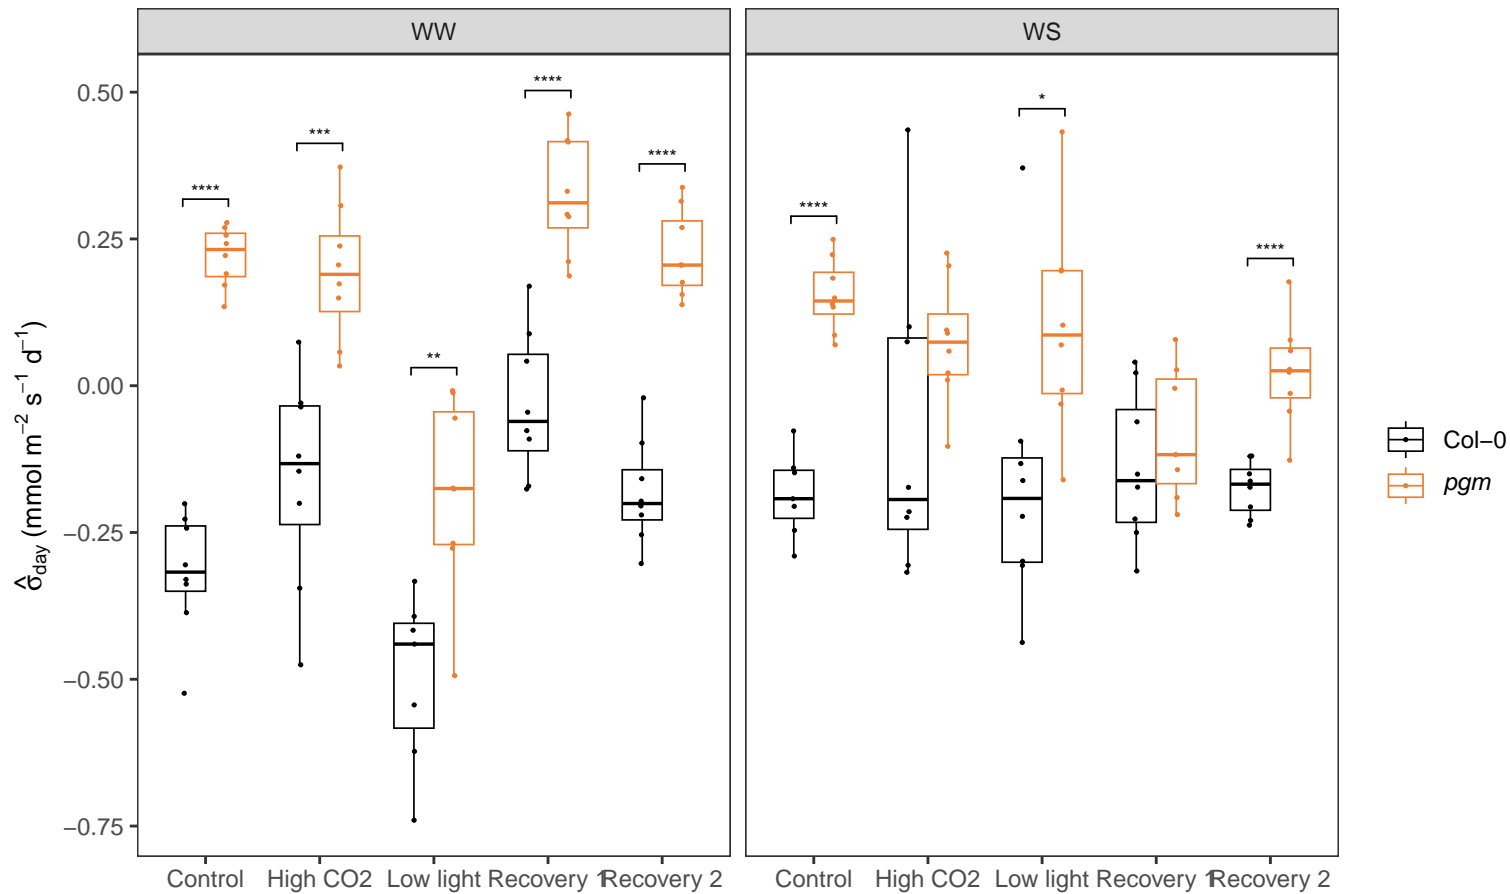 WW
WS
0.50
0.25
0.00
−0.25
−0.50
−0.75
σ̂day (mmol m⁻² s⁻¹ d⁻¹)
****
***
**
****
****
****
*
****
Control High CO2 Low light Recovery 1 Recovery 2
Control High CO2 Low light Recovery 1 Recovery 2
Col−0
pgm